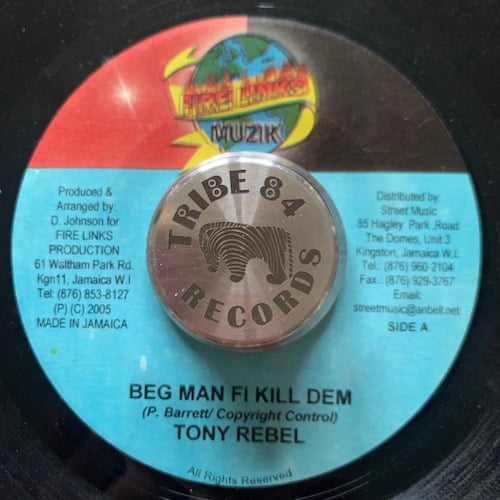 FIRE LINKS
MUZIK
Produced &
Arranged by:
D. Johnson for
FIRE LINKS
PRODUCTION
61 Waltham Park Rd.
Kgn11, Jamaica W.I
Tel: (876) 853-8127
(P) (C) 2005
MADE IN JAMAICA
TRIBE 84
RECORDS
Distributed by:
Street Music
85 Hagley Park ,Road
The Domes, Unit 3
Kingston, Jamaica W.I.
Tel.: (876) 960-2104
Fax.: (876) 929-3767
Email:
streetmusic@anbell.net
SIDE A.
BEG MAN FI KILL DEM
(P. Barrett/ Copyright Control)
TONY REBEL
All Rights Reserved